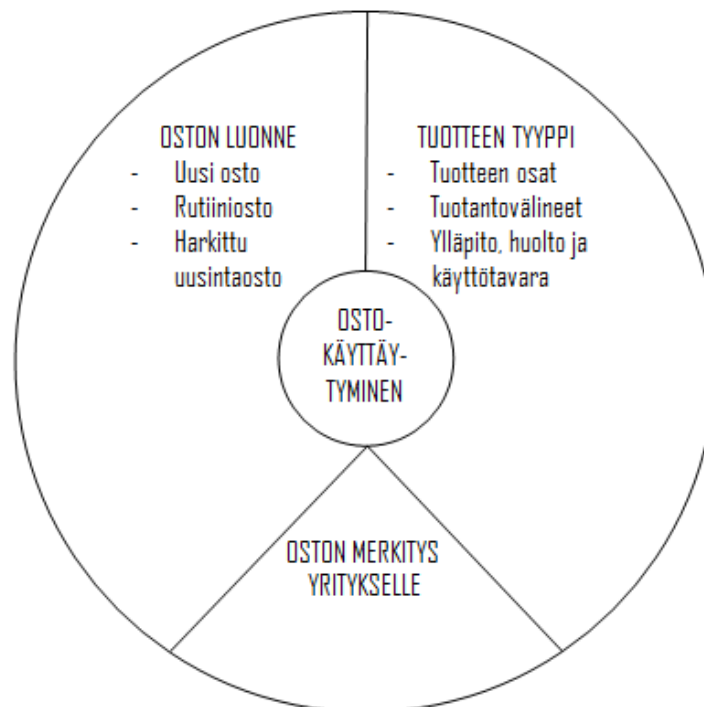 OSTON LUONNE
- Uusi osto
- Rutiiniosto
- Harkittu
uusintaosto
TUOTTEEN TYYPPI
- Tuotteen osat
- Tuotantovälineet
- Ylläpito, huolto ja
käyttötavara
OSTO-
KÄYTTÄY-
TYMINEN
OSTON MERKITYS
YRITYKSELLE